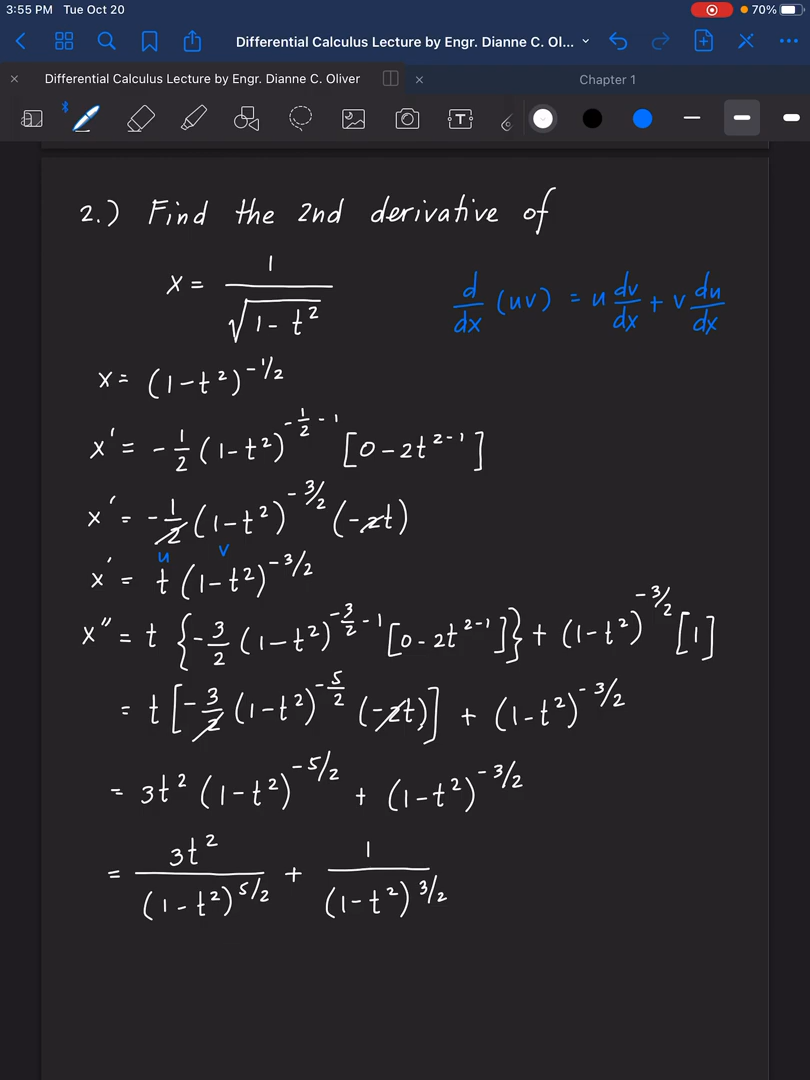 3:55 PM Tue Oct 20 70%
Differential Calculus Lecture by Engr. Dianne C. Ol...
Differential Calculus Lecture by Engr. Dianne C. Oliver
Chapter 1
T
2.) Find the 2nd derivative of
x = 1/√(1 - t²)
d/dx (uv) = u dv/dx + v du/dx
x = (1-t²)^(-1/2)
x' = -1/2 (1-t²)^(-1/2 - 1) [0-2t^(2-1)]
x' = -1/2 (1-t²)^(-3/2) (-2t)
u v
x' = t (1-t²)^(-3/2)
x'' = t {-3/2 (1-t²)^(-3/2 - 1) [0-2t^(2-1)]} + (1-t²)^(-3/2) [1]
= t [-3/2 (1-t²)^(-5/2) (-2t)] + (1-t²)^(-3/2)
= 3t² (1-t²)^(-5/2) + (1-t²)^(-3/2)
= 3t²/(1-t²)^(5/2) + 1/(1-t²)^(3/2)